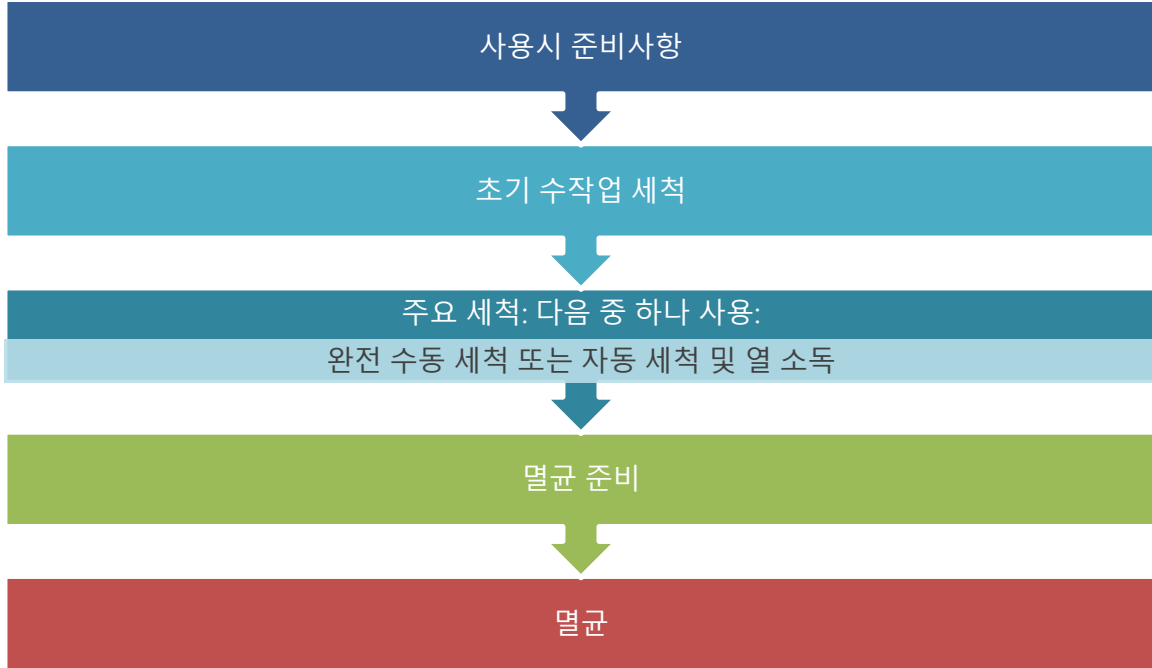 사용시 준비사항
초기 수작업 세척
주요 세척: 다음 중 하나 사용:
완전 수동 세척 또는 자동 세척 및 열 소독
멸균 준비
멸균